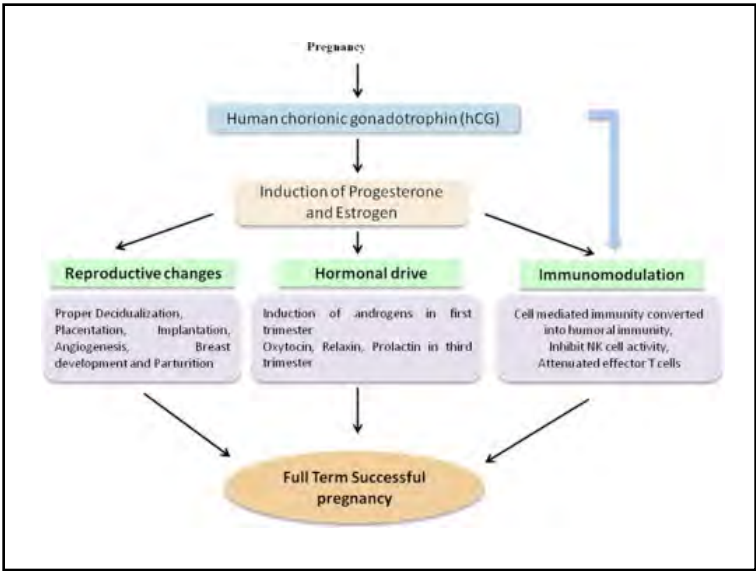 Pregnancy
Human chorionic gonadotrophin (hCG)
Induction of Progesterone
and Estrogen
Reproductive changes
Proper Decidualization,
Placentation, Implantation,
Angiogenesis, Breast
development and Parturition
Hormonal drive
Induction of androgens in first
trimester
Oxytocin, Relaxin, Prolactin in third
trimester
Immunomodulation
Cell mediated immunity converted
into humoral immunity,
Inhibit NK cell activity,
Attenuated effector T cells
Full Term Successful
pregnancy